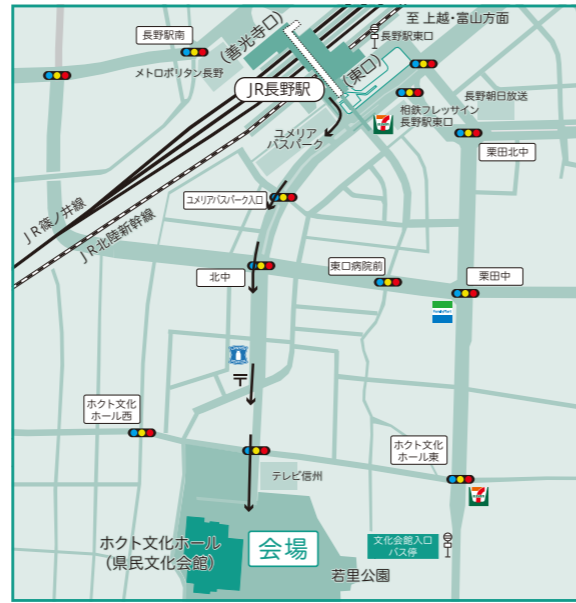 至 上越・富山方面
長野駅東口
長野駅南
(善光寺口)
メトロポリタン長野
(東口)
JR長野駅
相鉄フレッサイン
長野駅東口
長野朝日放送
ユメリア
バスパーク
栗田北中
ユメリアバスパーク入口
JR篠ノ井線
JR北陸新幹線
北中
東口病院前
栗田中
FamilyMart
〒
ホクト文化
ホール西
ホクト文化
ホール東
テレビ信州
ホクト文化ホール
(県民文化会館)
会場
文化会館入口
バス停
若里公園